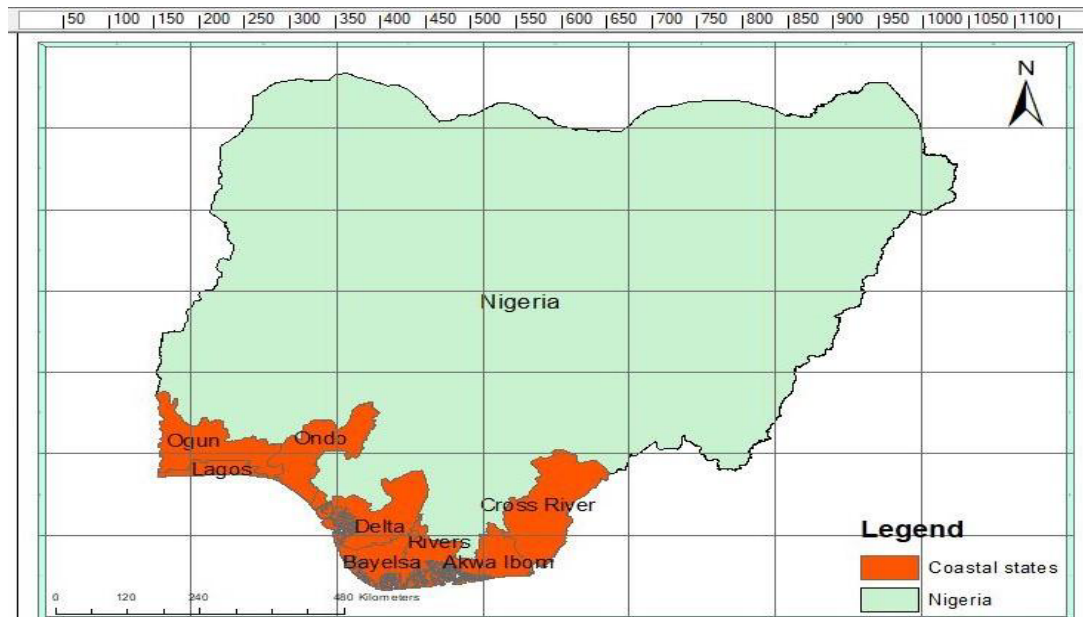 50 100 150 200 250 300 350 400 450 500 550 600 650 700 750 800 850 900 950 1000 1050 1100
N
Nigeria
Ogun
Ondo
Lagos
Cross River
Delta
Rivers
Bayelsa
Akwa Ibom
Legend
Coastal states
Nigeria
0 120 240 480 Kilometers